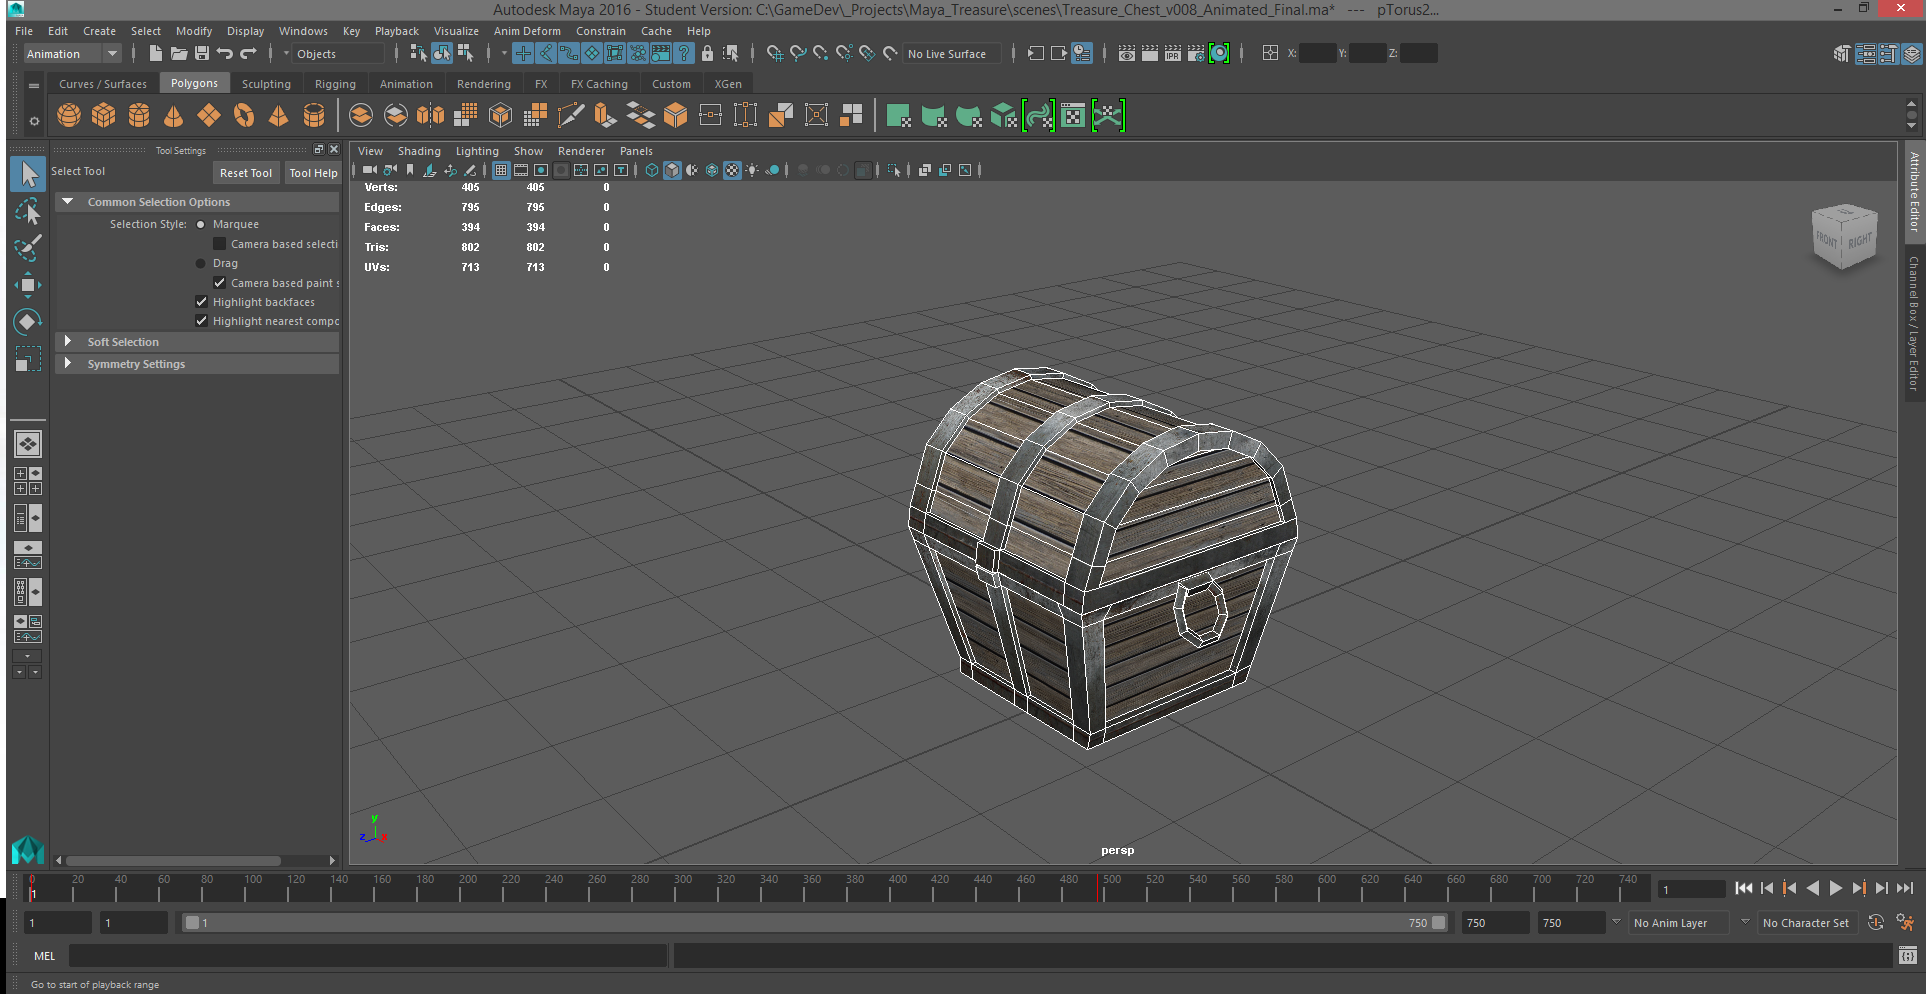 Autodesk Maya 2016 - Student Version: C:\GameDev\_Projects\Maya_Treasure\scenes\Treasure_Chest_v008_Animated_Final.ma* --- pTorus2...
File Edit Create Select Modify Display Windows Key Playback Visualize Anim Deform Constrain Cache Help
Animation Objects No Live Surface X: Y: Z:
Curves / Surfaces Polygons Sculpting Rigging Animation Rendering FX FX Caching Custom XGen
Tool Settings
Select Tool Reset Tool Tool Help
Common Selection Options
Selection Style: Marquee
Camera based selecti
Drag
Camera based paint s
Highlight backfaces
Highlight nearest compo
Soft Selection
Symmetry Settings
View Shading Lighting Show Renderer Panels
Verts: 405 405 0
Edges: 795 795 0
Faces: 394 394 0
Tris: 802 802 0
UVs: 713 713 0
FRONT RIGHT
Attribute Editor
Channel Box / Layer Editor
y
z x
persp
0 20 40 60 80 100 120 140 160 180 200 220 240 260 280 300 320 340 360 380 400 420 440 460 480 500 520 540 560 580 600 620 640 660 680 700 720 740
1 1
1 1 1 750 750 750 No Anim Layer No Character Set
MEL
Go to start of playback range